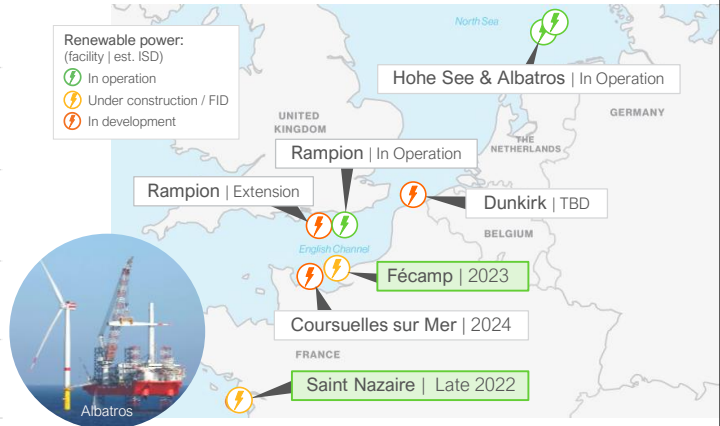 North Sea
Renewable power:
(facility | est. ISD)
In operation
Under construction / FID
In development
Hohe See & Albatros | In Operation
GERMANY
UNITED
KINGDOM
THE
NETHERLANDS
Rampion | In Operation
Rampion | Extension
Dunkirk | TBD
BELGIUM
English Channel
Fécamp | 2023
Coursuelles sur Mer | 2024
FRANCE
Saint Nazaire | Late 2022
Albatros